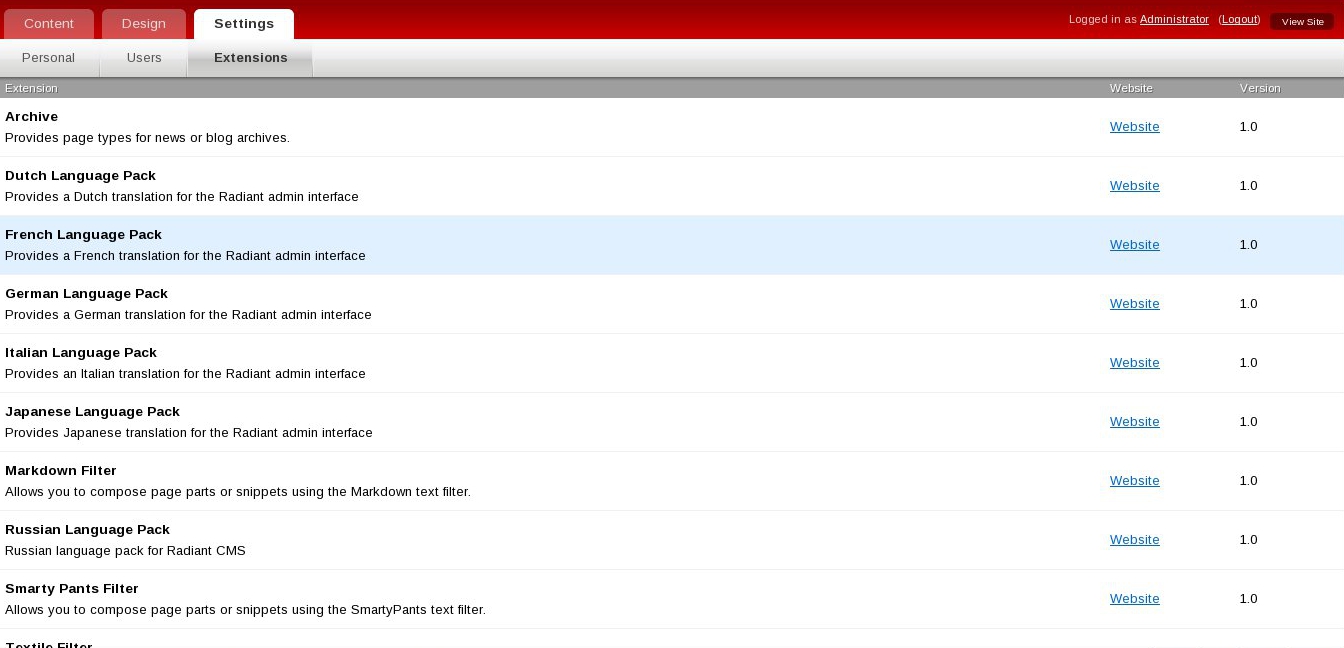 Content Design Settings Logged in as Administrator (Logout) View Site
Personal Users Extensions
Extension Website Version
Archive
Provides page types for news or blog archives. Website 1.0
Dutch Language Pack
Provides a Dutch translation for the Radiant admin interface Website 1.0
French Language Pack
Provides a French translation for the Radiant admin interface Website 1.0
German Language Pack
Provides a German translation for the Radiant admin interface Website 1.0
Italian Language Pack
Provides an Italian translation for the Radiant admin interface Website 1.0
Japanese Language Pack
Provides Japanese translation for the Radiant admin interface Website 1.0
Markdown Filter
Allows you to compose page parts or snippets using the Markdown text filter. Website 1.0
Russian Language Pack
Russian language pack for Radiant CMS Website 1.0
Smarty Pants Filter
Allows you to compose page parts or snippets using the SmartyPants text filter. Website 1.0
Textile Filter